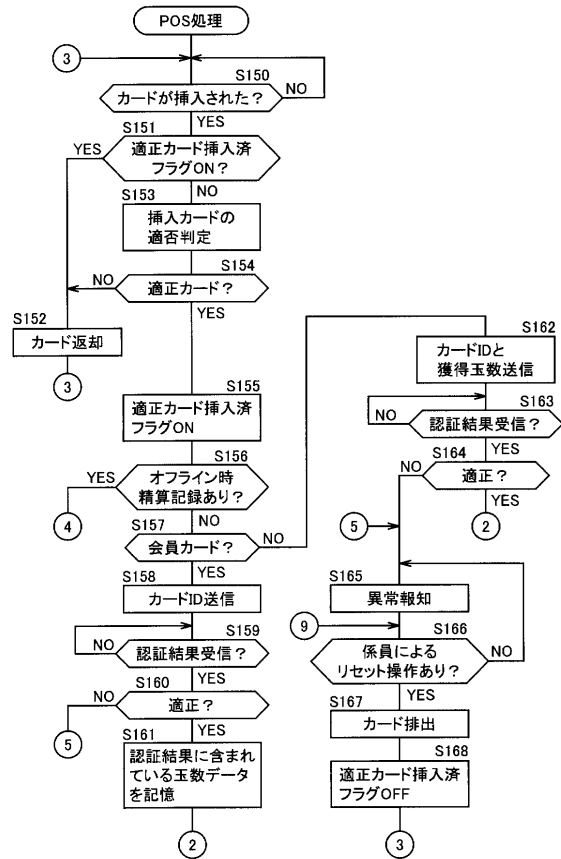 POS処理
3
S150
カードが挿入された？
NO
YES
S151
YES
適正カード挿入済
フラグON？
NO
S153
挿入カードの
適否判定
S154
NO
適正カード？
YES
S152
カード返却
3
S155
適正カード挿入済
フラグON
S156
YES
オフライン時
精算記録あり？
4
NO
S157
会員カード？
NO
YES
S158
カードID送信
S159
NO
認証結果受信？
YES
S160
NO
適正？
5
YES
S161
認証結果に含まれ
ている玉数データ
を記憶
2
S162
カードIDと
獲得玉数送信
S163
NO
認証結果受信？
YES
S164
NO
適正？
YES
2
5
S165
異常報知
9
S166
係員による
リセット操作あり？
NO
YES
S167
カード排出
S168
適正カード挿入済
フラグOFF
3